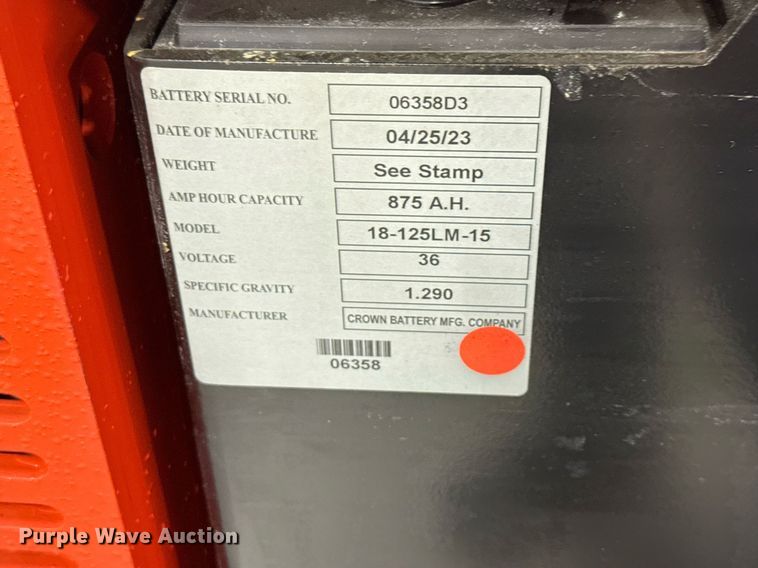 BATTERY SERIAL NO. 06358D3
DATE OF MANUFACTURE 04/25/23
WEIGHT See Stamp
AMP HOUR CAPACITY 875 A.H.
MODEL 18-125LM-15
VOLTAGE 36
SPECIFIC GRAVITY 1.290
MANUFACTURER CROWN BATTERY MFG. COMPANY
06358
Purple Wave Auction